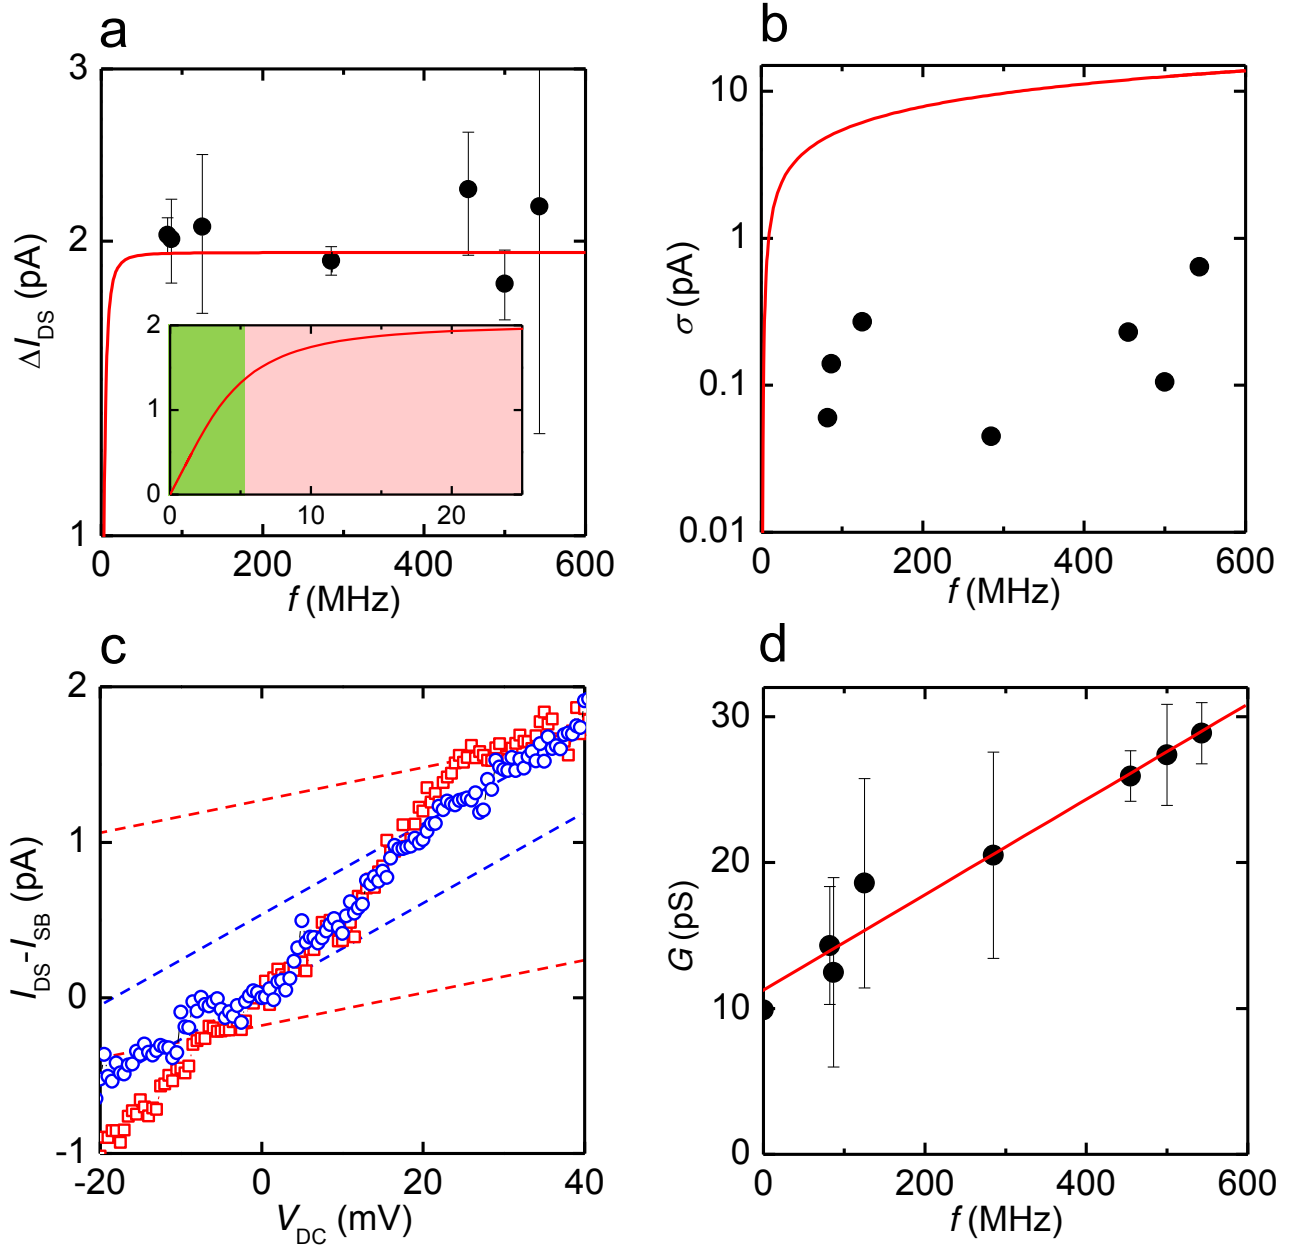 a
3
2
1
ΔI_DS (pA)
2
1
0
0 10 20
0 200 400 600
f (MHz)
b
10
1
0.1
0.01
σ (pA)
0 200 400 600
f (MHz)
c
2
1
0
-1
I_DS-I_SB (pA)
-20 0 20 40
V_DC (mV)
d
30
20
10
0
G (pS)
0 200 400 600
f (MHz)